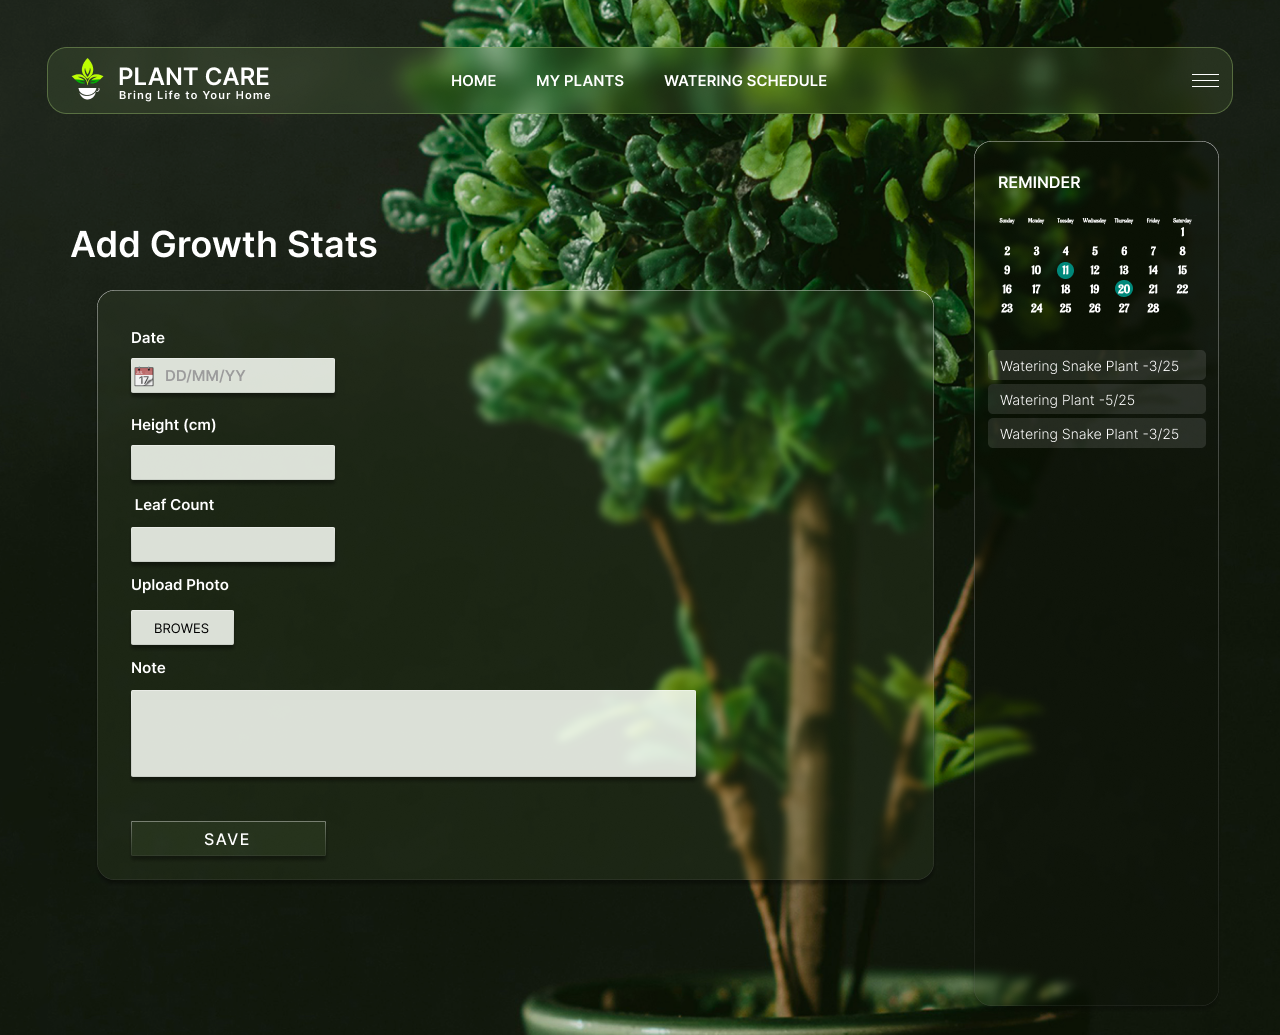 PLANT CARE
Bring Life to Your Home
HOME MY PLANTS WATERING SCHEDULE
Add Growth Stats
Date
17 DD/MM/YY
Height (cm)
Leaf Count
Upload Photo
BROWES
Note
SAVE
REMINDER
Sunday Monday Tuesday Wednesday Thursday Friday Saturday
1
2 3 4 5 6 7 8
9 10 11 12 13 14 15
16 17 18 19 20 21 22
23 24 25 26 27 28
Watering Snake Plant -3/25
Watering Plant -5/25
Watering Snake Plant -3/25